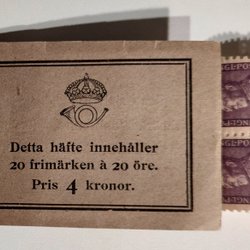 Detta häfte innehåller
20 frimärken à 20 öre.
Pris 4 kronor.